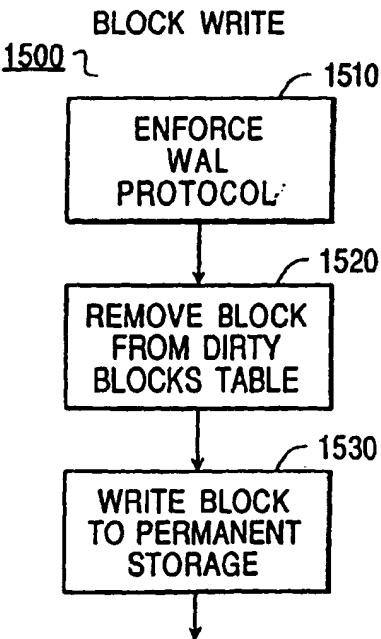 BLOCK WRITE
1500
1510
ENFORCE
WAL
PROTOCOL
1520
REMOVE BLOCK
FROM DIRTY
BLOCKS TABLE
1530
WRITE BLOCK
TO PERMANENT
STORAGE